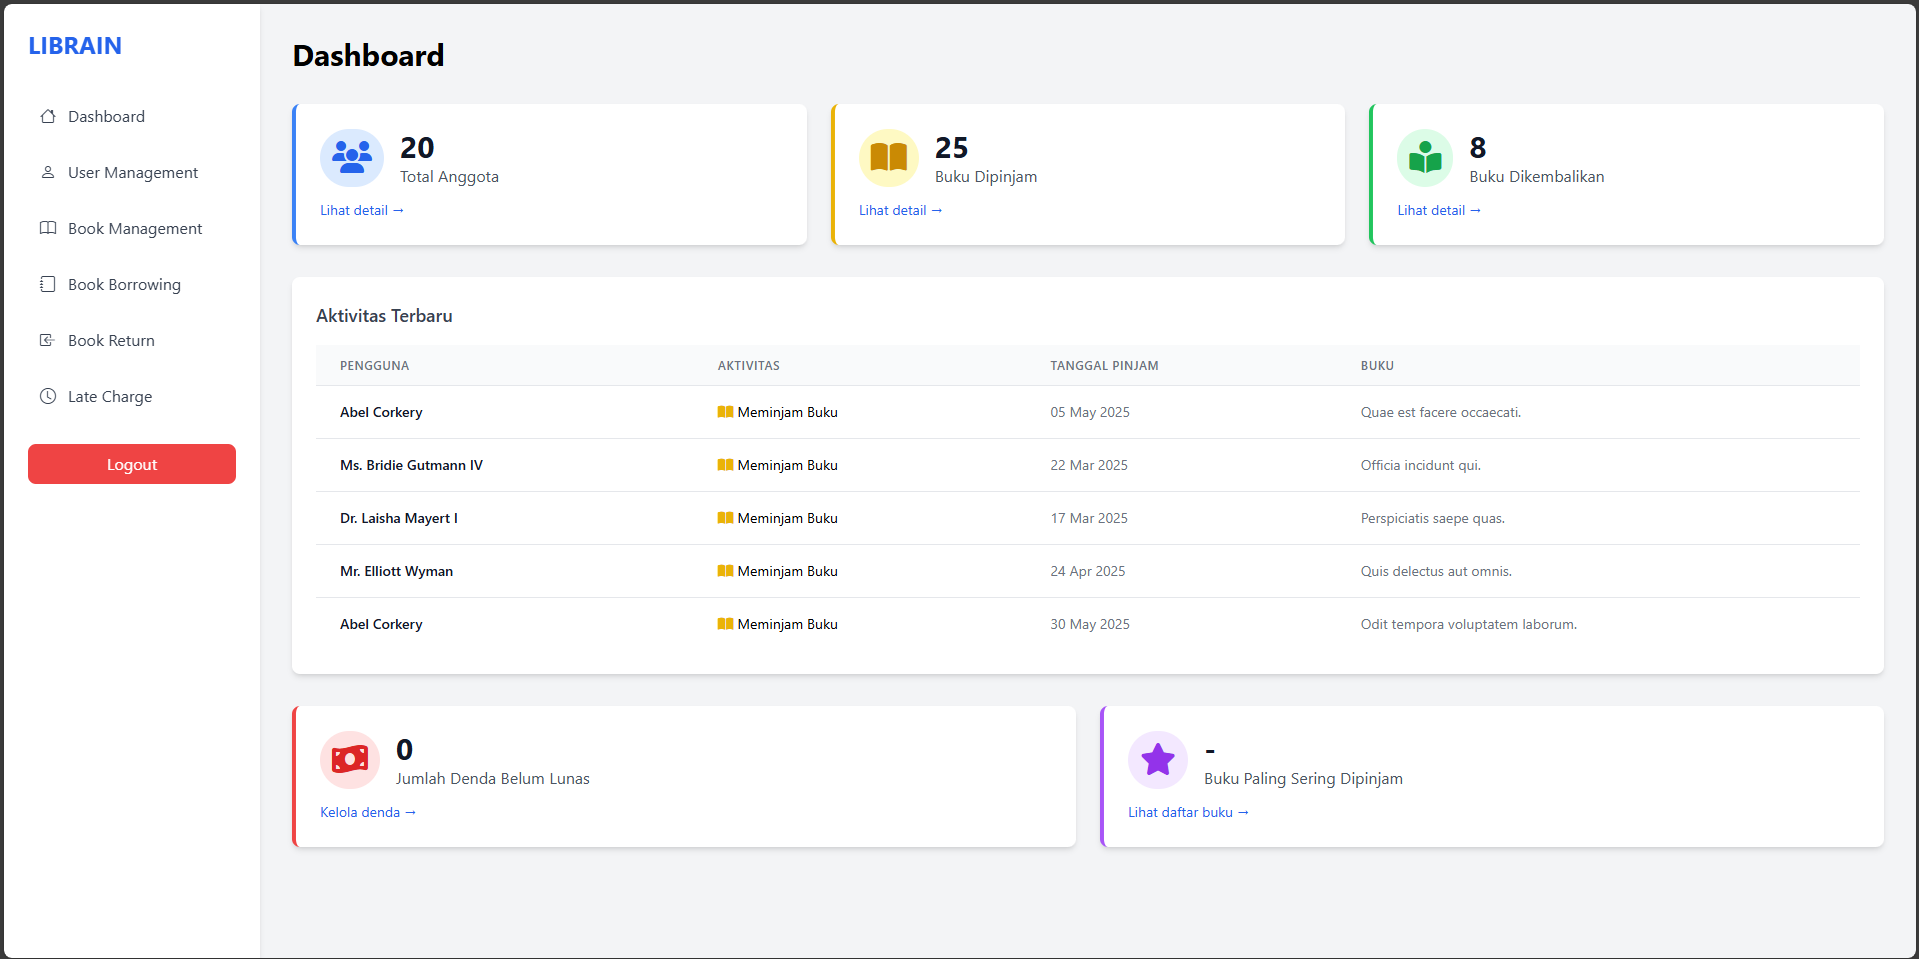 LIBRAIN
Dashboard
User Management
Book Management
Book Borrowing
Book Return
Late Charge
Logout
Dashboard
20
Total Anggota
Lihat detail →
25
Buku Dipinjam
Lihat detail →
8
Buku Dikembalikan
Lihat detail →
Aktivitas Terbaru
PENGGUNA AKTIVITAS TANGGAL PINJAM BUKU
Abel Corkery Meminjam Buku 05 May 2025 Quae est facere occaecati.
Ms. Bridie Gutmann IV Meminjam Buku 22 Mar 2025 Officia incidunt qui.
Dr. Laisha Mayert I Meminjam Buku 17 Mar 2025 Perspiciatis saepe quas.
Mr. Elliott Wyman Meminjam Buku 24 Apr 2025 Quis delectus aut omnis.
Abel Corkery Meminjam Buku 30 May 2025 Odit tempora voluptatem laborum.
0
Jumlah Denda Belum Lunas
Kelola denda →
-
Buku Paling Sering Dipinjam
Lihat daftar buku →